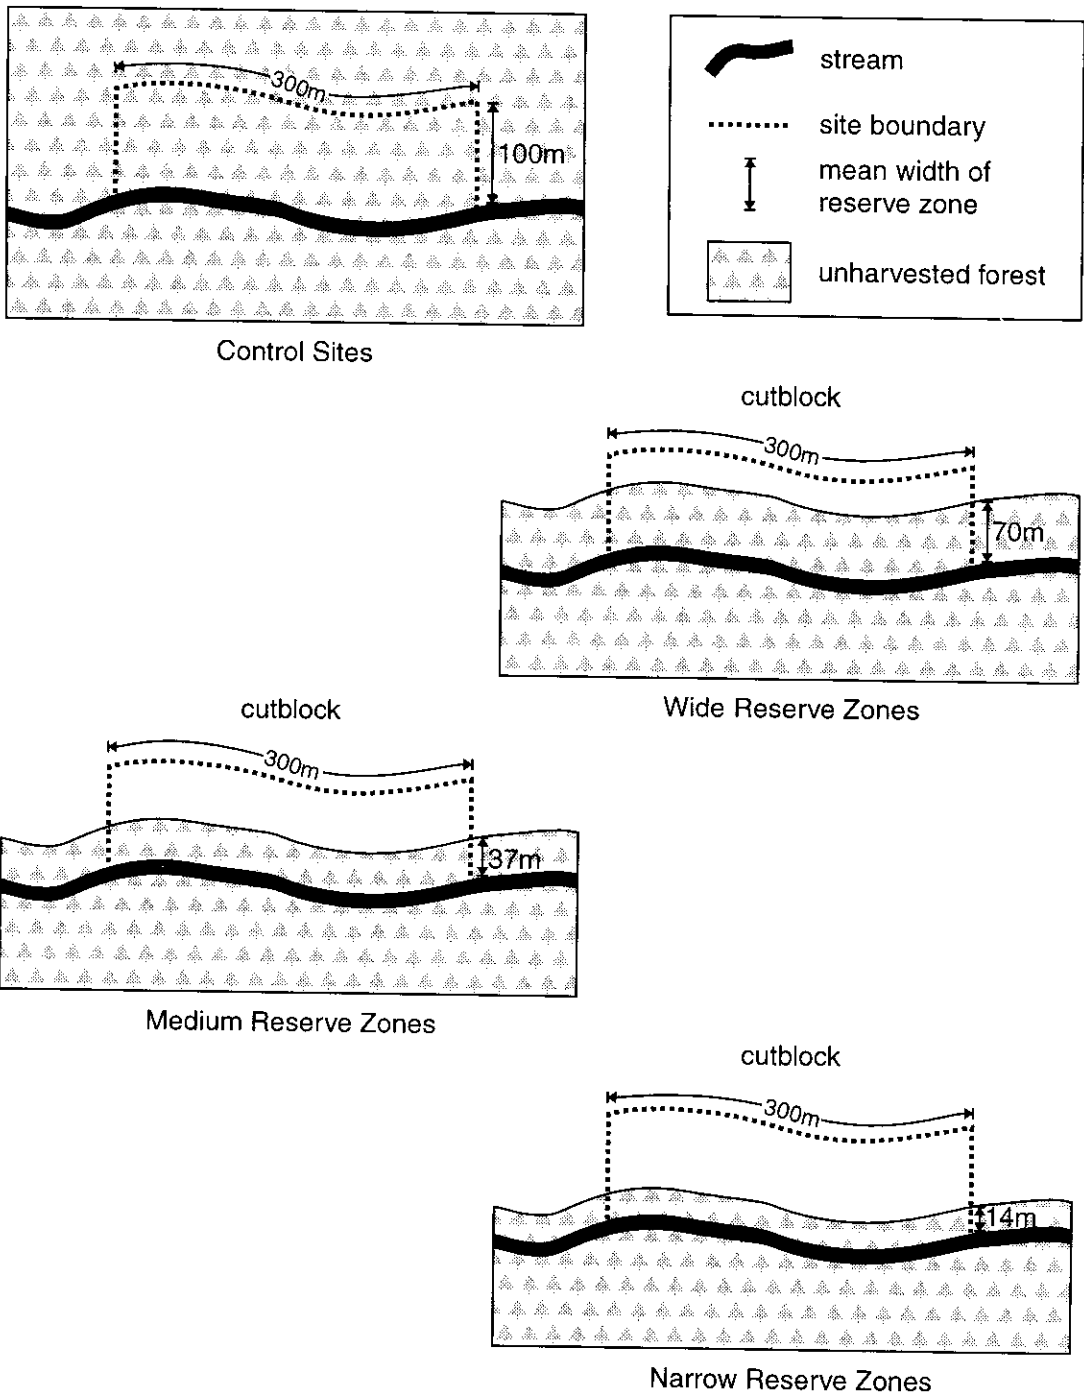 300m
100m
Control Sites
stream
site boundary
mean width of
reserve zone
unharvested forest
cutblock
300m
70m
Wide Reserve Zones
cutblock
300m
37m
Medium Reserve Zones
cutblock
300m
14m
Narrow Reserve Zones